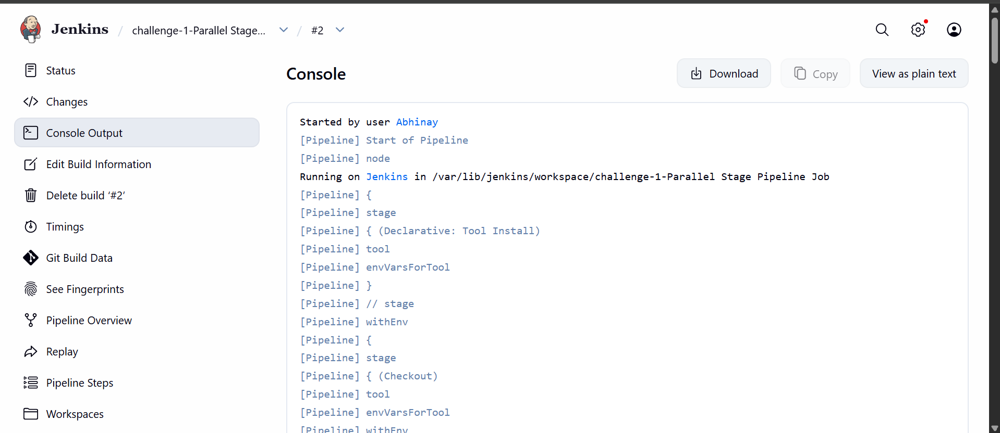 Jenkins / challenge-1-Parallel Stage... / #2
Status
Changes
Console Output
Edit Build Information
Delete build ‘#2’
Timings
Git Build Data
See Fingerprints
Pipeline Overview
Replay
Pipeline Steps
Workspaces
Console
Download
Copy
View as plain text
Started by user Abhinay
[Pipeline] Start of Pipeline
[Pipeline] node
Running on Jenkins in /var/lib/jenkins/workspace/challenge-1-Parallel Stage Pipeline Job
[Pipeline] {
[Pipeline] stage
[Pipeline] { (Declarative: Tool Install)
[Pipeline] tool
[Pipeline] envVarsForTool
[Pipeline] }
[Pipeline] // stage
[Pipeline] withEnv
[Pipeline] {
[Pipeline] stage
[Pipeline] { (Checkout)
[Pipeline] tool
[Pipeline] envVarsForTool
[Pipeline] withEnv